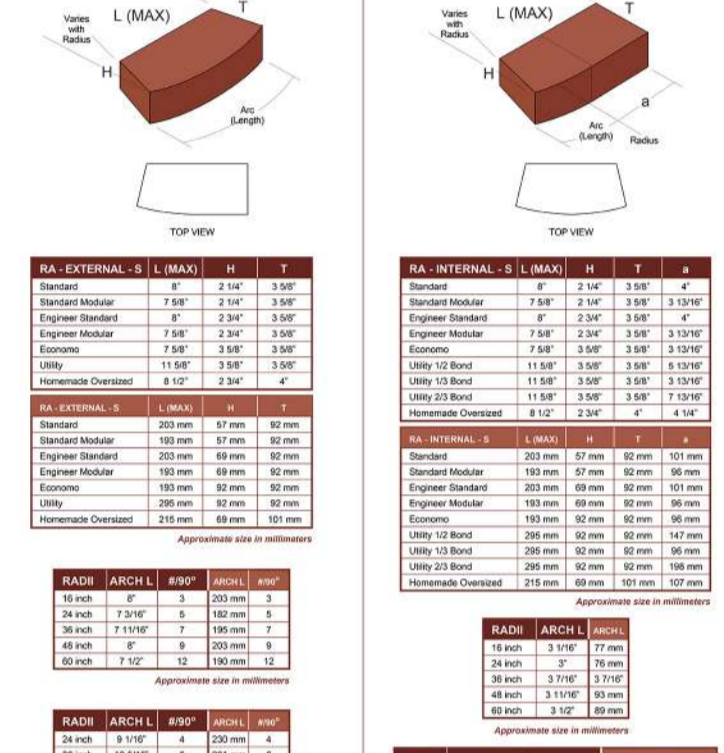 Varies
with
Radius
L (MAX)
T
H
Arc
(Length)
TOP VIEW
RA - EXTERNAL - S L (MAX) H T
Standard 8" 2 1/4" 3 5/8"
Standard Modular 7 5/8" 2 1/4" 3 5/8"
Engineer Standard 8" 2 3/4" 3 5/8"
Engineer Modular 7 5/8" 2 3/4" 3 5/8"
Economo 7 5/8" 3 5/8" 3 5/8"
Utility 11 5/8" 3 5/8" 3 5/8"
Homemade Oversized 8 1/2" 2 3/4" 4"
RA - EXTERNAL - S L (MAX) H T
Standard 203 mm 57 mm 92 mm
Standard Modular 193 mm 57 mm 92 mm
Engineer Standard 203 mm 69 mm 92 mm
Engineer Modular 193 mm 69 mm 92 mm
Economo 193 mm 92 mm 92 mm
Utility 295 mm 92 mm 92 mm
Homemade Oversized 215 mm 69 mm 101 mm
Approximate size in millimaters
RADII ARCH L #/90° ARCH L #/90°
16 inch 8" 3 203 mm 3
24 inch 7 3/16" 5 182 mm 5
36 inch 7 11/16" 7 195 mm 7
48 inch 8" 9 203 mm 9
60 inch 7 1/2" 12 190 mm 12
Approximate size in millimeters
RADII ARCH L #/90° ARCH L #/90°
24 inch 9 1/16" 4 230 mm 4
Varies
with
Radius
L (MAX)
T
H
a
Arc
(Length)
Radius
TOP VIEW
RA - INTERNAL - S L (MAX) H T a
Standard 8" 2 1/4" 3 5/8" 4"
Standard Modular 7 5/8" 2 1/4" 3 5/8" 3 13/16"
Engineer Standard 8" 2 3/4" 3 5/8" 4"
Engineer Modular 7 5/8" 2 3/4" 3 5/8" 3 13/16"
Economo 7 5/8" 3 5/8" 3 5/8" 3 13/16"
Utility 1/2 Bond 11 5/8" 3 5/8" 3 5/8" 5 13/16"
Utility 1/3 Bond 11 5/8" 3 5/8" 3 5/8" 3 13/16"
Utility 2/3 Bond 11 5/8" 3 5/8" 3 5/8" 7 13/16"
Homemade Oversized 8 1/2" 2 3/4" 4" 4 1/4"
RA - INTERNAL - S L (MAX) H T a
Standard 203 mm 57 mm 92 mm 101 mm
Standard Modular 193 mm 57 mm 92 mm 96 mm
Engineer Standard 203 mm 69 mm 92 mm 101 mm
Engineer Modular 193 mm 69 mm 92 mm 96 mm
Economo 193 mm 92 mm 92 mm 96 mm
Utility 1/2 Bond 295 mm 92 mm 92 mm 147 mm
Utility 1/3 Bond 295 mm 92 mm 92 mm 96 mm
Utility 2/3 Bond 295 mm 92 mm 92 mm 198 mm
Homemade Oversized 215 mm 69 mm 101 mm 107 mm
Approximate size in millimeters
RADII ARCH L ARCH L
16 inch 3 1/16" 77 mm
24 inch 3" 76 mm
36 inch 3 7/16" 3 7/16"
48 inch 3 11/16" 93 mm
60 inch 3 1/2" 89 mm
Approximate size in millimeters